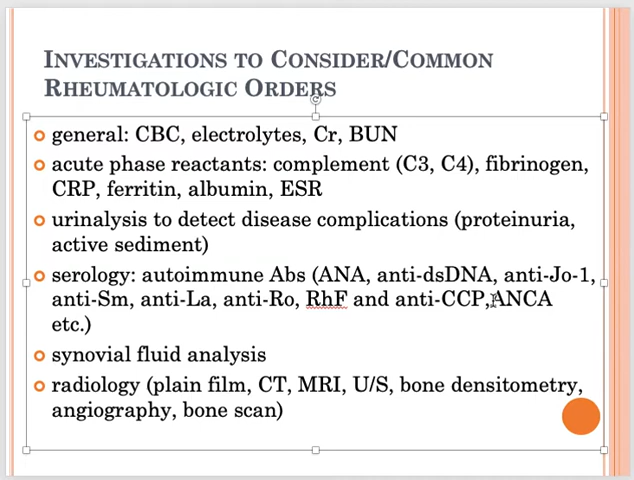 Investigations to Consider/Common
Rheumatologic Orders
general: CBC, electrolytes, Cr, BUN
acute phase reactants: complement (C3, C4), fibrinogen,
CRP, ferritin, albumin, ESR
urinalysis to detect disease complications (proteinuria,
active sediment)
serology: autoimmune Abs (ANA, anti-dsDNA, anti-Jo-1,
anti-Sm, anti-La, anti-Ro, RhF and anti-CCP,ANCA
etc.)
synovial fluid analysis
radiology (plain film, CT, MRI, U/S, bone densitometry,
angiography, bone scan)